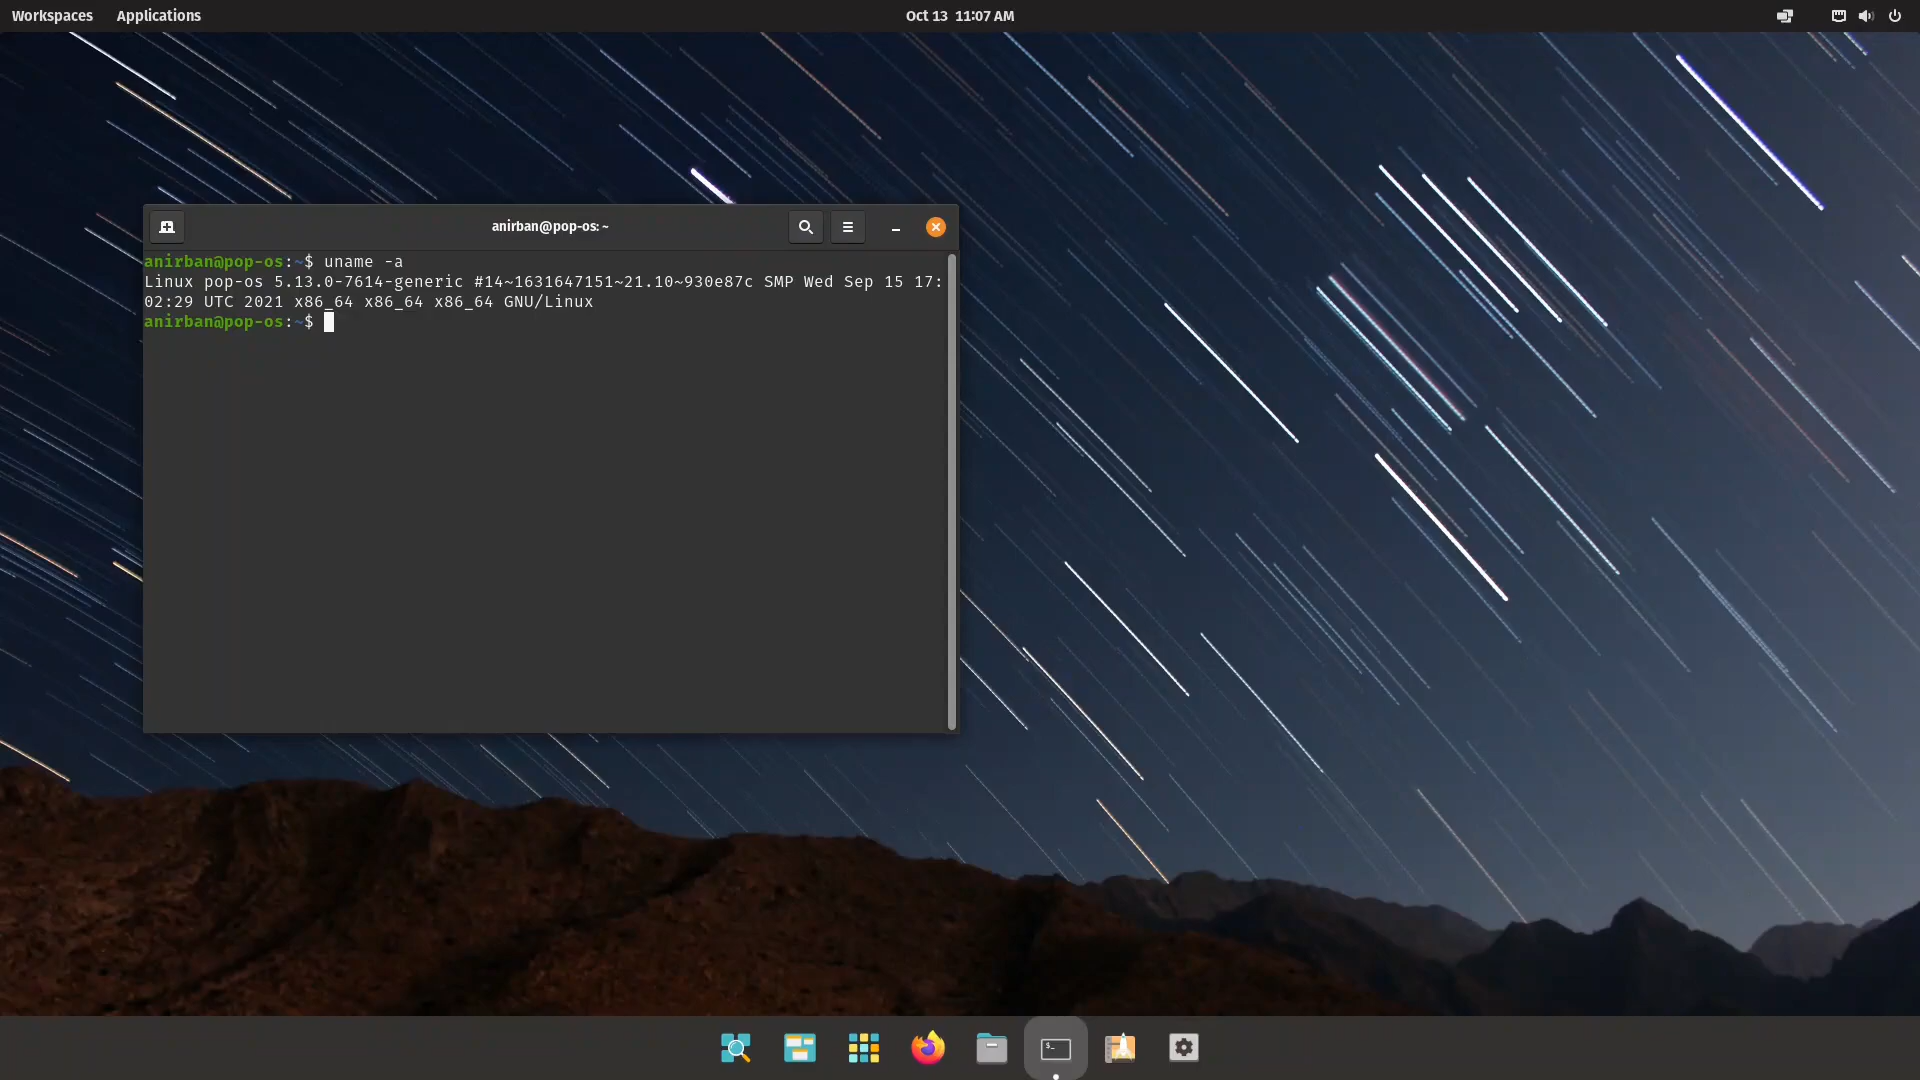 Workspaces Applications Oct 13 11:07 AM
anirban@pop-os: ~
anirban@pop-os:~$ uname -a
Linux pop-os 5.13.0-7614-generic #14~1631647151~21.10~930e87c SMP Wed Sep 15 17:
02:29 UTC 2021 x86_64 x86_64 x86_64 GNU/Linux
anirban@pop-os:~$
$_